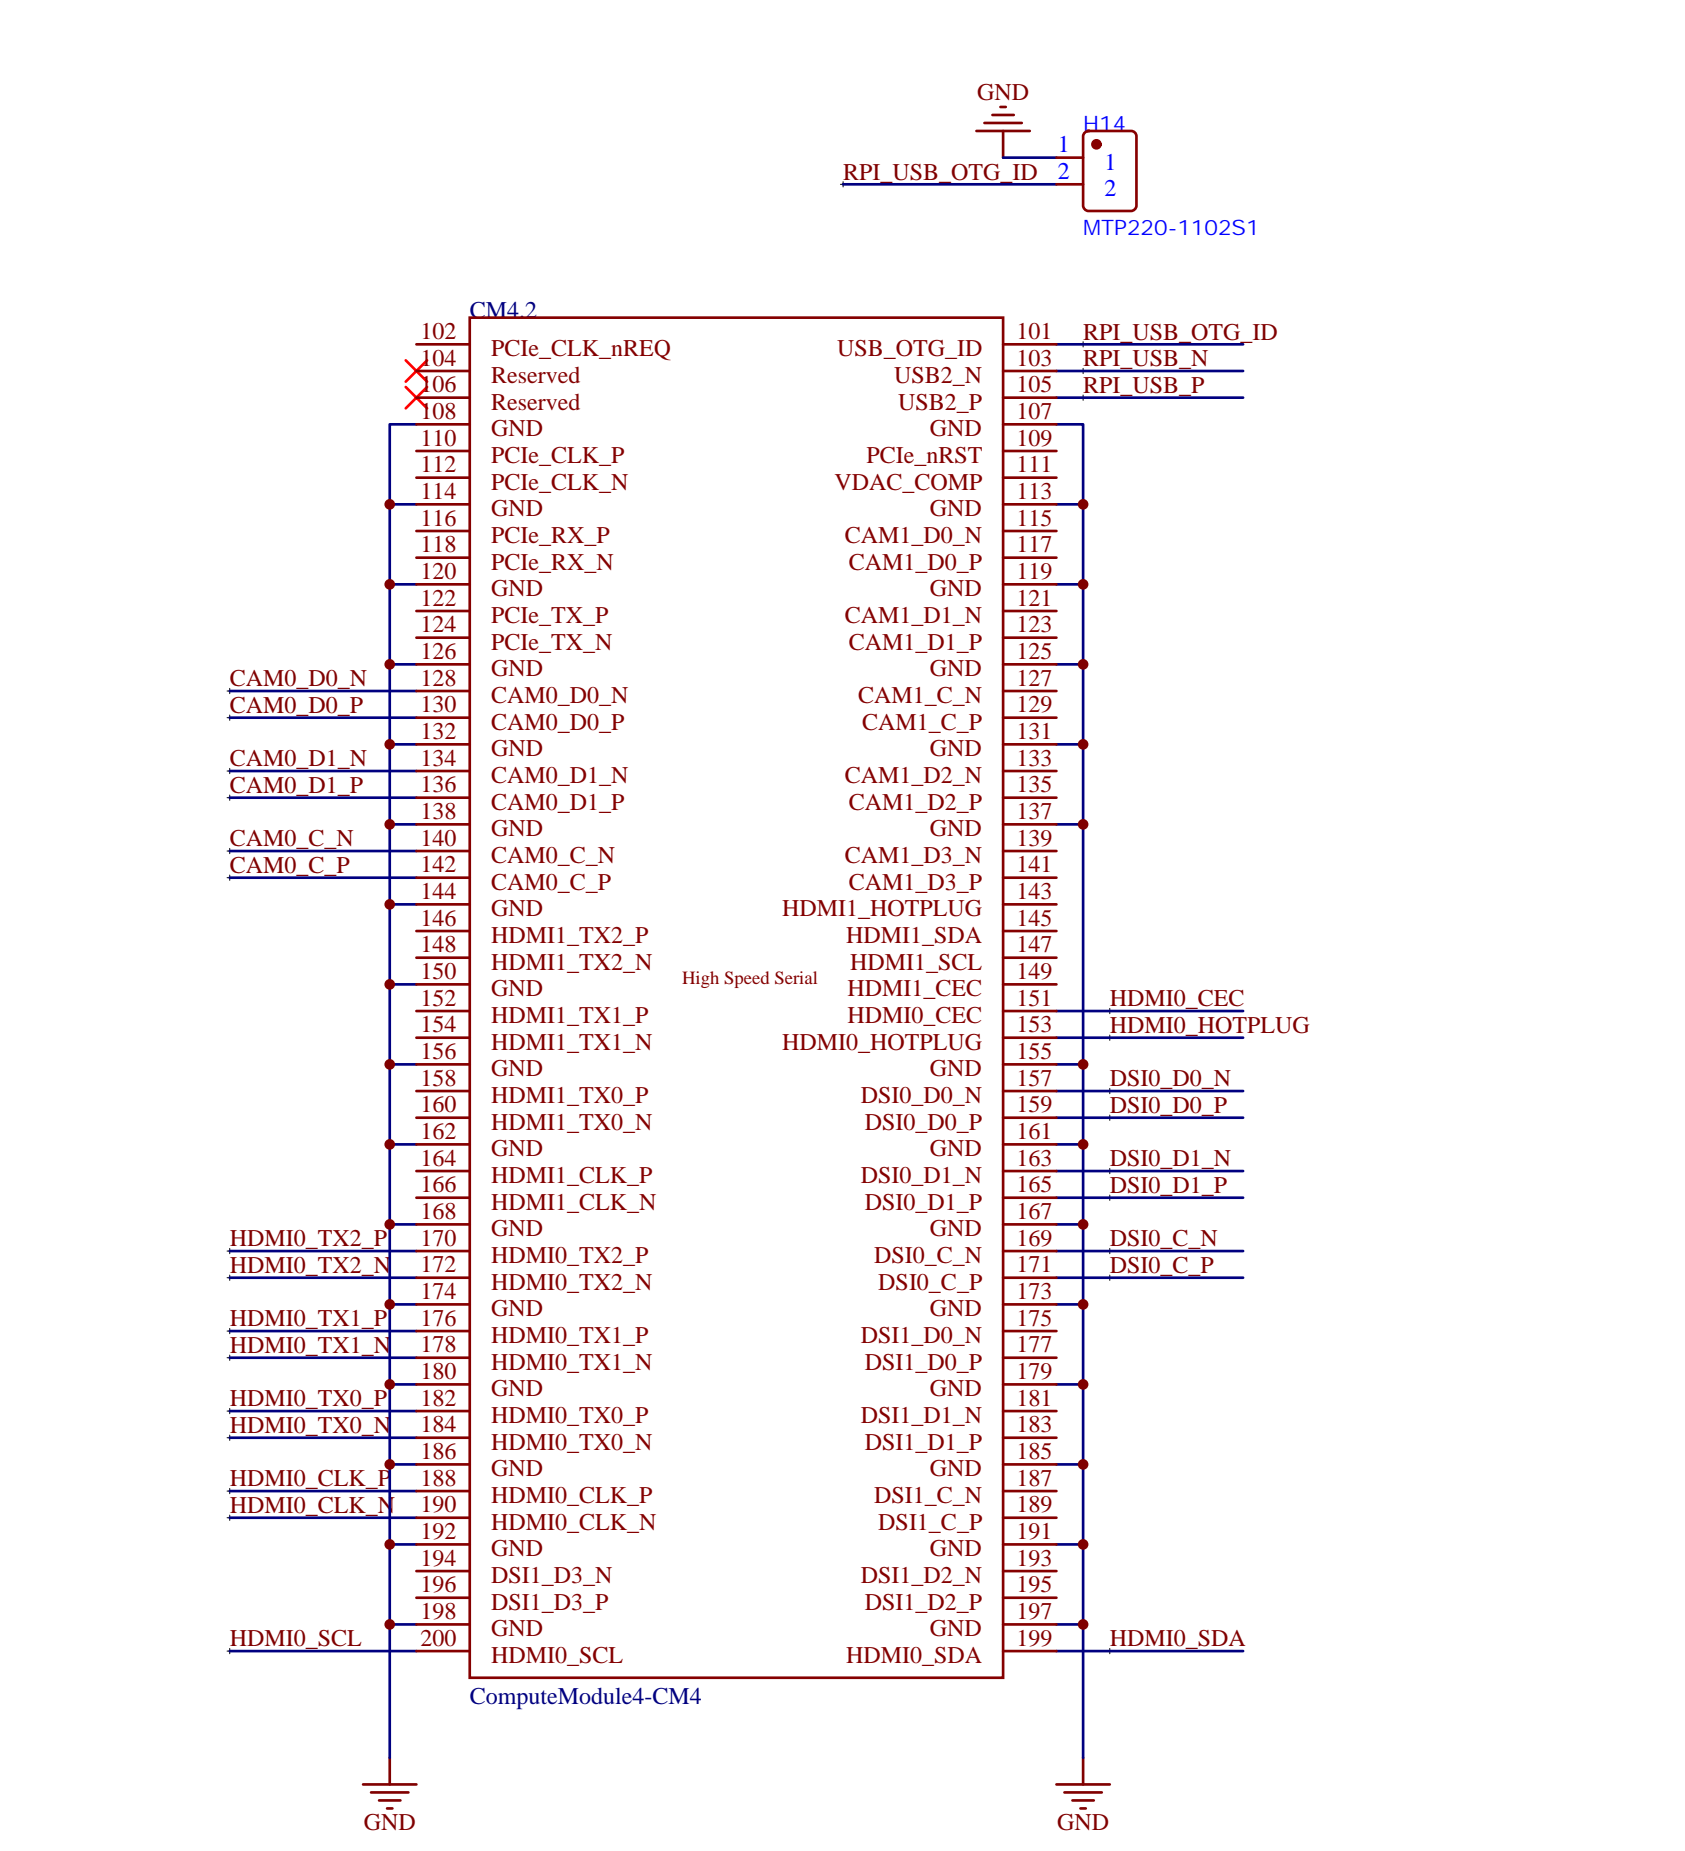 GND
H14
1
1
RPI_USB_OTG_ID 2
2
MTP220-1102S1
CM4.2
102 PCIe_CLK_nREQ USB_OTG_ID 101 RPI_USB_OTG_ID
104 Reserved USB2_N 103 RPI_USB_N
106 Reserved USB2_P 105 RPI_USB_P
108 GND GND 107
110 PCIe_CLK_P PCIe_nRST 109
112 PCIe_CLK_N VDAC_COMP 111
114 GND GND 113
116 PCIe_RX_P CAM1_D0_N 115
118 PCIe_RX_N CAM1_D0_P 117
120 GND GND 119
122 PCIe_TX_P CAM1_D1_N 121
124 PCIe_TX_N CAM1_D1_P 123
126 GND GND 125
CAM0_D0_N 128 CAM0_D0_N CAM1_C_N 127
CAM0_D0_P 130 CAM0_D0_P CAM1_C_P 129
132 GND GND 131
CAM0_D1_N 134 CAM0_D1_N CAM1_D2_N 133
CAM0_D1_P 136 CAM0_D1_P CAM1_D2_P 135
138 GND GND 137
CAM0_C_N 140 CAM0_C_N CAM1_D3_N 139
CAM0_C_P 142 CAM0_C_P CAM1_D3_P 141
144 GND HDMI1_HOTPLUG 143
146 HDMI1_TX2_P HDMI1_SDA 145
148 HDMI1_TX2_N HDMI1_SCL 147
High Speed Serial
150 GND HDMI1_CEC 149
152 HDMI1_TX1_P HDMI0_CEC 151 HDMI0_CEC
154 HDMI1_TX1_N HDMI0_HOTPLUG 153 HDMI0_HOTPLUG
156 GND GND 155
158 HDMI1_TX0_P DSI0_D0_N 157 DSI0_D0_N
160 HDMI1_TX0_N DSI0_D0_P 159 DSI0_D0_P
162 GND GND 161
164 HDMI1_CLK_P DSI0_D1_N 163 DSI0_D1_N
166 HDMI1_CLK_N DSI0_D1_P 165 DSI0_D1_P
168 GND GND 167
HDMI0_TX2_P 170 HDMI0_TX2_P DSI0_C_N 169 DSI0_C_N
HDMI0_TX2_N 172 HDMI0_TX2_N DSI0_C_P 171 DSI0_C_P
174 GND GND 173
HDMI0_TX1_P 176 HDMI0_TX1_P DSI1_D0_N 175
HDMI0_TX1_N 178 HDMI0_TX1_N DSI1_D0_P 177
180 GND GND 179
HDMI0_TX0_P 182 HDMI0_TX0_P DSI1_D1_N 181
HDMI0_TX0_N 184 HDMI0_TX0_N DSI1_D1_P 183
186 GND GND 185
HDMI0_CLK_P 188 HDMI0_CLK_P DSI1_C_N 187
HDMI0_CLK_N 190 HDMI0_CLK_N DSI1_C_P 189
192 GND GND 191
194 DSI1_D3_N DSI1_D2_N 193
196 DSI1_D3_P DSI1_D2_P 195
198 GND GND 197
HDMI0_SCL 200 HDMI0_SCL HDMI0_SDA 199 HDMI0_SDA
ComputeModule4-CM4
GND GND